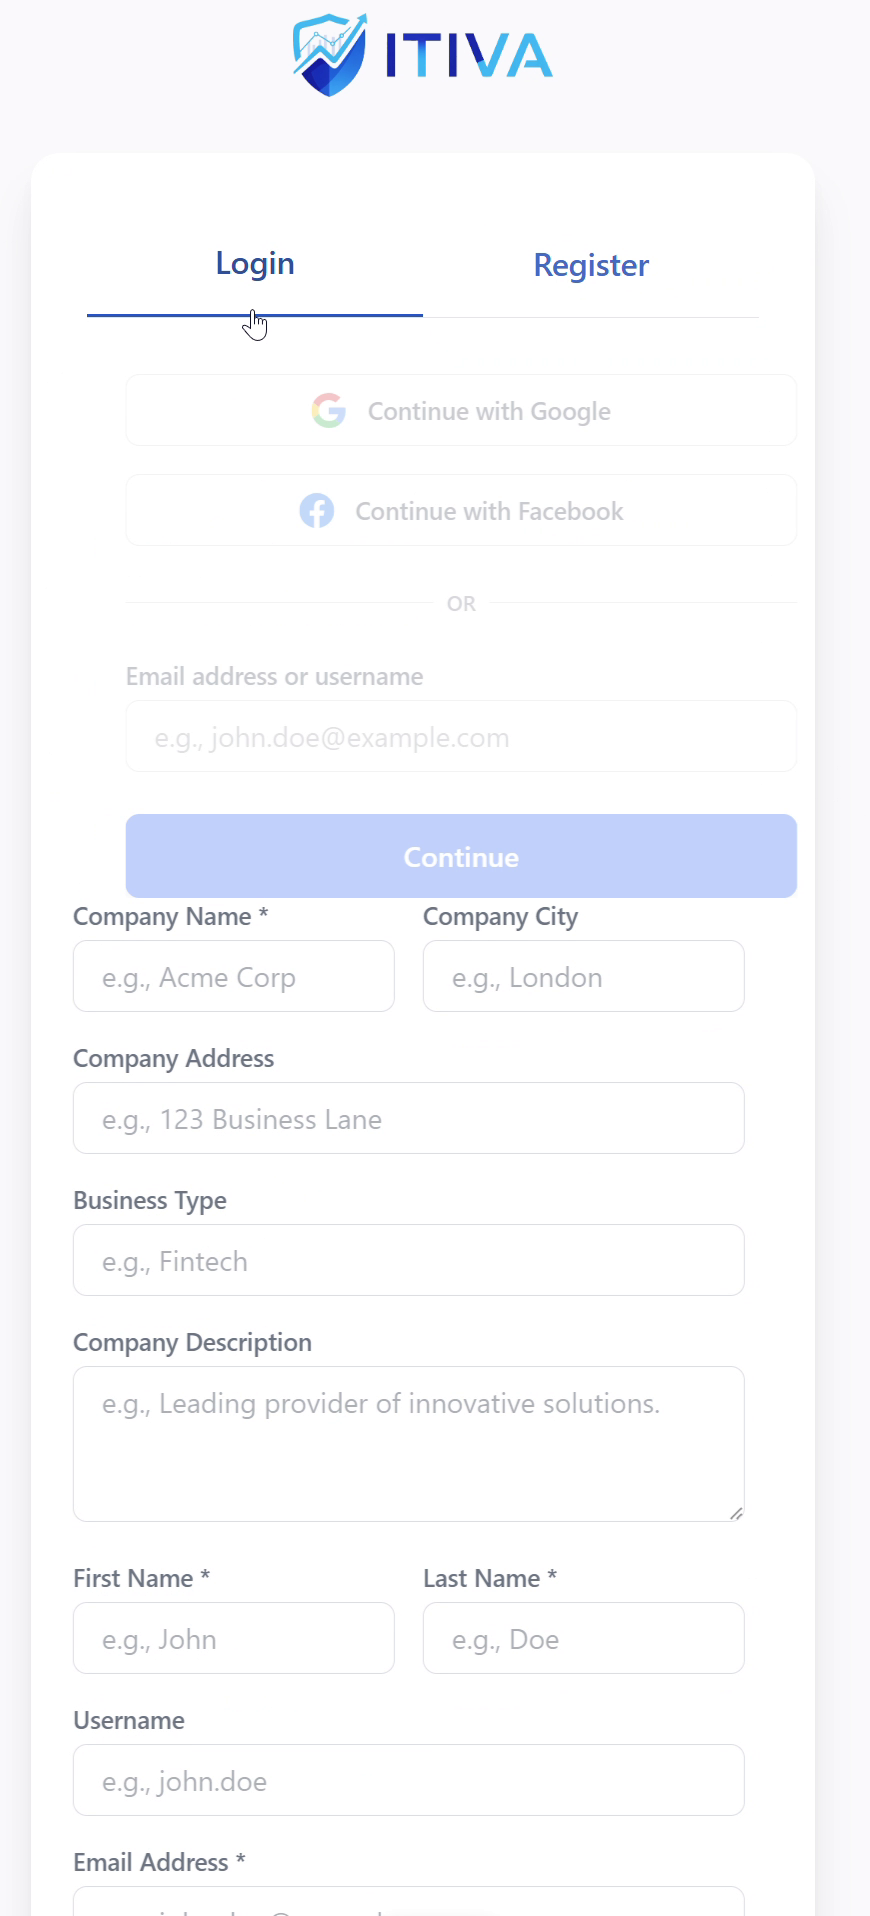 ITIVA
Login
Register
Continue with Google
Continue with Facebook
OR
Email address or username
e.g., john.doe@example.com
Continue
Company Name *
Company City
e.g., Acme Corp
e.g., London
Company Address
e.g., 123 Business Lane
Business Type
e.g., Fintech
Company Description
e.g., Leading provider of innovative solutions.
First Name *
Last Name *
e.g., John
e.g., Doe
Username
e.g., john.doe
Email Address *